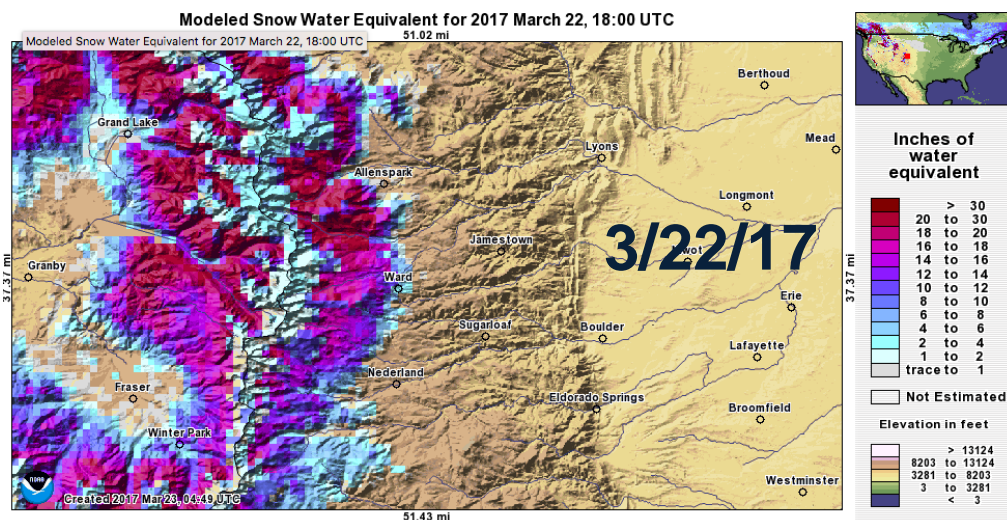 Modeled Snow Water Equivalent for 2017 March 22, 18:00 UTC
Modeled Snow Water Equivalent for 2017 March 22, 18:00 UTC
51.02 mi
Berthoud
Grand Lake
Mead
Lyons
Allenspark
Longmont
3/22/17
Jamestown
wot
Granby
Ward
37.37 mi
37.37 mi
Erie
Sugarloaf
Boulder
Lafayette
Nederland
Fraser
Eldorado Springs
Broomfield
Winter Park
NOAA
Created 2017 Mar 23, 04:49 UTC
Westminster
51.43 mi
Inches of
water
equivalent
> 30
20 to 30
18 to 20
16 to 18
14 to 16
12 to 14
10 to 12
8 to 10
6 to 8
4 to 6
2 to 4
1 to 2
trace to 1
Not Estimated
Elevation in feet
> 13124
8203 to 13124
3281 to 8203
3 to 3281
< 3